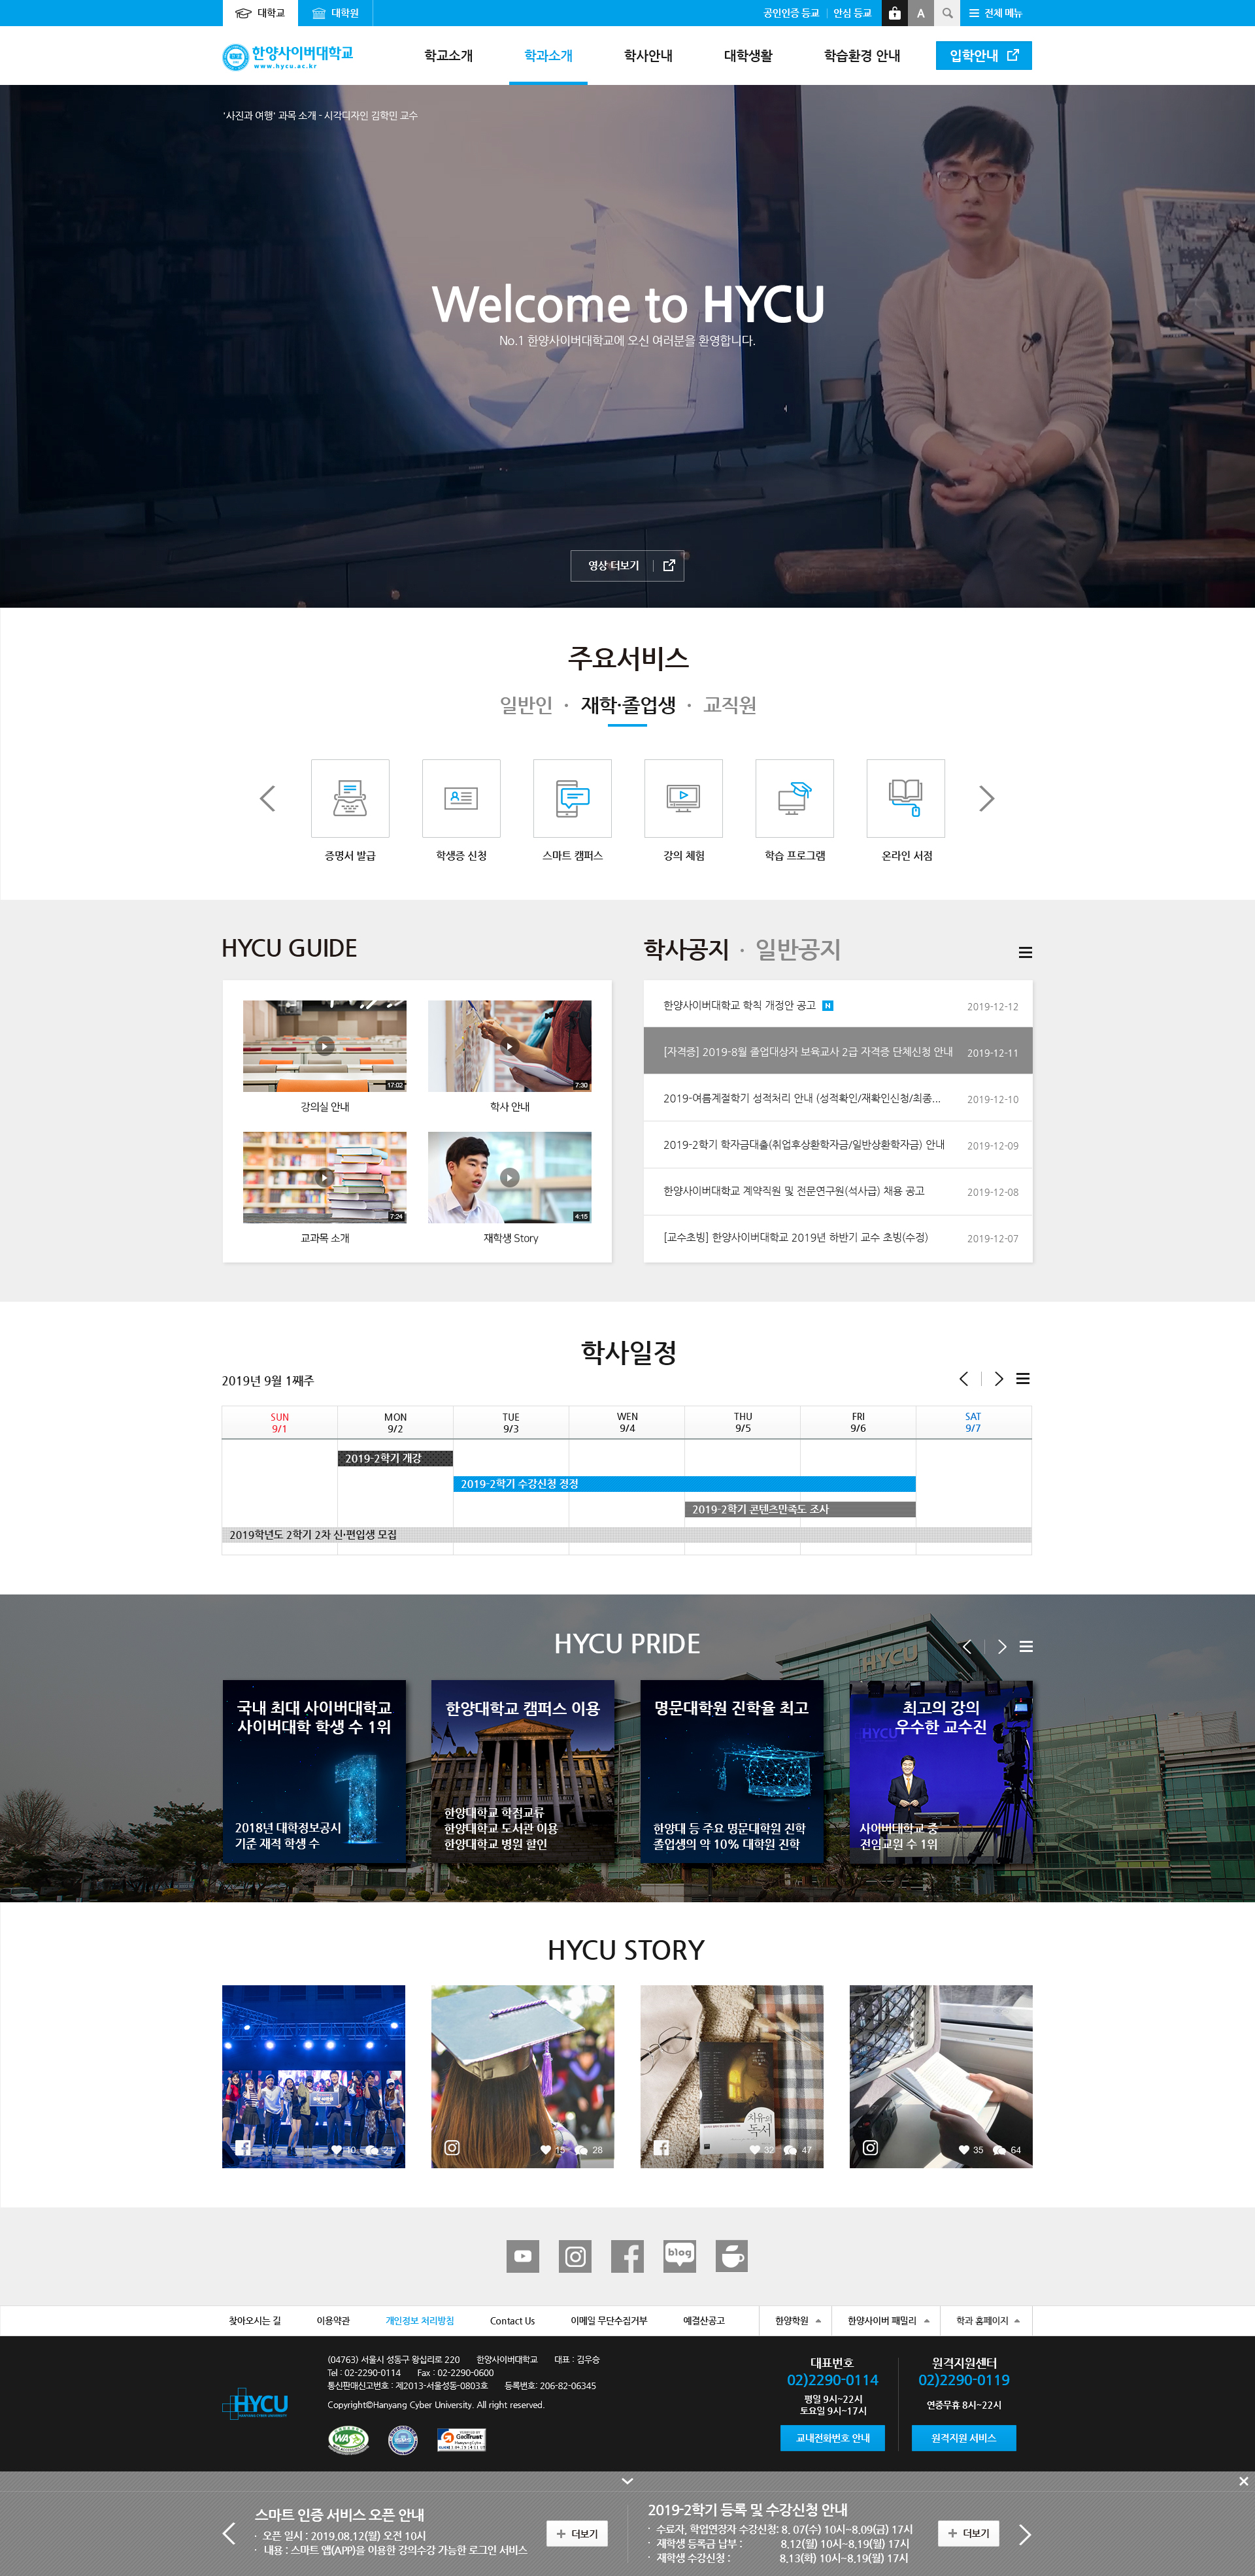 대학교 대학원 공인인증 등교 안심 등교 A 전체 메뉴
한양사이버대학교
www.hycu.ac.kr
학교소개 학과소개 학사안내 대학생활 학습환경 안내 입학안내
'사진과 여행' 과목 소개 - 시각디자인 김학민 교수
Welcome to HYCU
No.1 한양사이버대학교에 오신 여러분을 환영합니다.
영상 더보기
주요서비스
일반인 · 재학·졸업생 · 교직원
증명서 발급 학생증 신청 스마트 캠퍼스 강의 체험 학습 프로그램 온라인 서점
HYCU GUIDE
17:02 7:30
강의실 안내 학사 안내
7:24 4:15
교과목 소개 재학생 Story
학사공지 · 일반공지
한양사이버대학교 학칙 개정안 공고 N 2019-12-12
[자격증] 2019-8월 졸업대상자 보육교사 2급 자격증 단체신청 안내 2019-12-11
2019-여름계절학기 성적처리 안내 (성적확인/재확인신청/최종... 2019-12-10
2019-2학기 학자금대출(취업후상환학자금/일반상환학자금) 안내 2019-12-09
한양사이버대학교 계약직원 및 전문연구원(석사급) 채용 공고 2019-12-08
[교수초빙] 한양사이버대학교 2019년 하반기 교수 초빙(수정) 2019-12-07
학사일정
2019년 9월 1째주
SUN MON TUE WEN THU FRI SAT
9/1 9/2 9/3 9/4 9/5 9/6 9/7
2019-2학기 개강
2019-2학기 수강신청 정정
2019-2학기 콘텐츠만족도 조사
2019학년도 2학기 2차 신·편입생 모집
HYCU PRIDE
HYCU
국내 최대 사이버대학교
사이버대학 학생 수 1위
1
2018년 대학정보공시
기준 재적 학생 수
한양대학교 캠퍼스 이용
한양대학교 학점교류
한양대학교 도서관 이용
한양대학교 병원 할인
명문대학원 진학율 최고
한양대 등 주요 명문대학원 진학
졸업생의 약 10% 대학원 진학
최고의 강의
우수한 교수진
HYCU
사이버대학교 중
전임교원 수 1위
HYCU STORY
치유의
독서
10 21
15 28
32 47
35 64
blog
찾아오시는 길 이용약관 개인정보 처리방침 Contact Us 이메일 무단수집거부 예결산공고 한양학원 한양사이버 패밀리 학과 홈페이지
HYCU
HANYANG CYBER UNIVERSITY
(04763) 서울시 성동구 왕십리로 220 한양사이버대학교 대표 : 김우승
Tel : 02-2290-0114 Fax : 02-2290-0600
통신판매신고번호 : 제2013-서울성동-0803호 등록번호: 206-82-06345
Copyright©Hanyang Cyber University. All right reserved.
WA
GeoTrust
대표번호
02)2290-0114
평일 9시~22시
토요일 9시~17시
교내전화번호 안내
원격지원센터
02)2290-0119
연중무휴 8시~22시
원격지원 서비스
스마트 인증 서비스 오픈 안내
· 오픈 일시 : 2019.08.12(월) 오전 10시
· 내용 : 스마트 앱(APP)을 이용한 강의수강 가능한 로그인 서비스
+ 더보기
2019-2학기 등록 및 수강신청 안내
· 수료자, 학업연장자 수강신청: 8. 07(수) 10시~8.09(금) 17시
· 재학생 등록금 납부 : 8.12(월) 10시~8.19(월) 17시
· 재학생 수강신청 : 8.13(화) 10시~8.19(월) 17시
+ 더보기